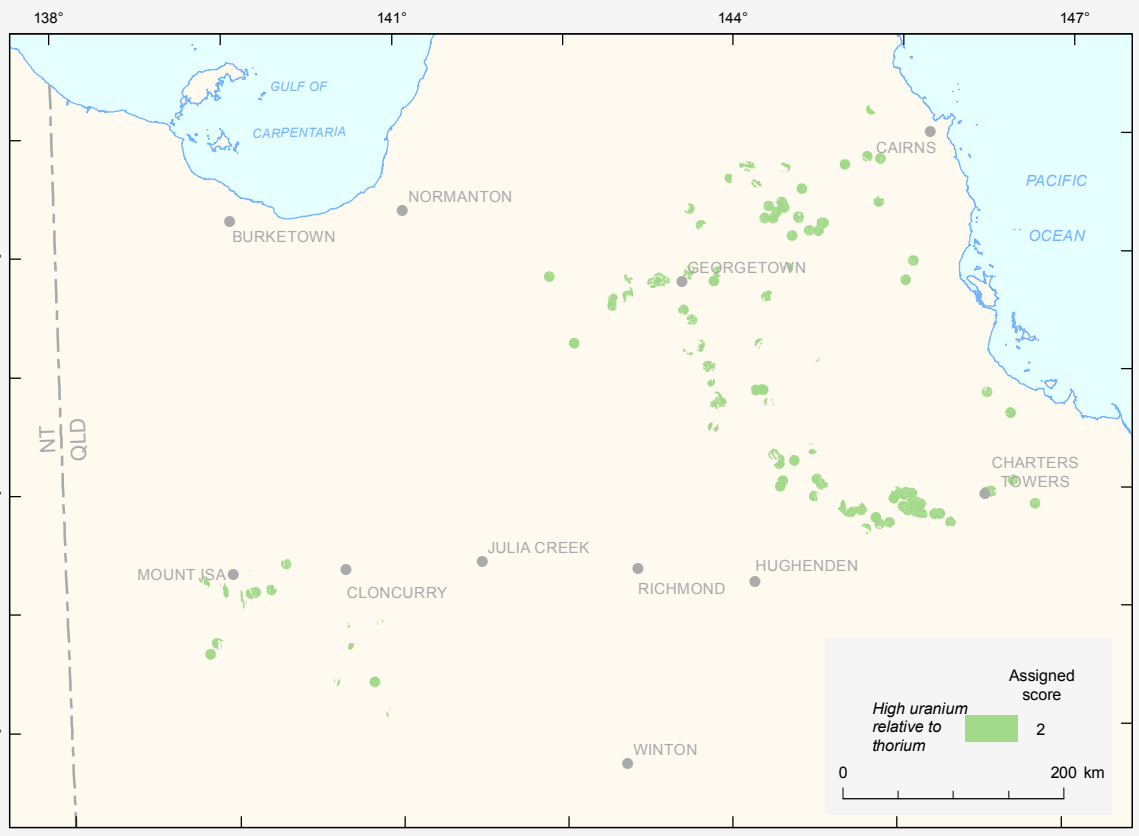 138°
141°
144°
147°
GULF OF
CARPENTARIA
CAIRNS
PACIFIC
OCEAN
NORMANTON
BURKETOWN
GEORGETOWN
NT
QLD
CHARTERS
TOWERS
JULIA CREEK
HUGHENDEN
MOUNT ISA
CLONCURRY
RICHMOND
WINTON
Assigned
score
High uranium
relative to
thorium
2
0
200 km